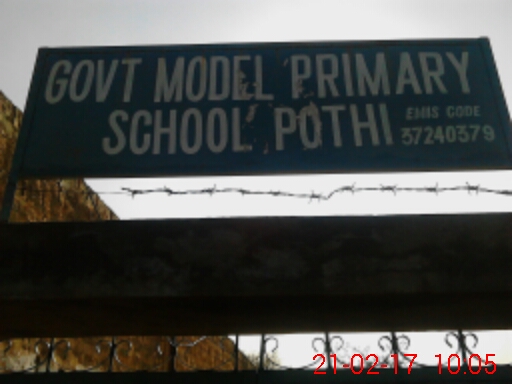 GOVT MODEL PRIMARY
SCHOOL POTHI
EMIS CODE
37240379
21-02-17 10:05